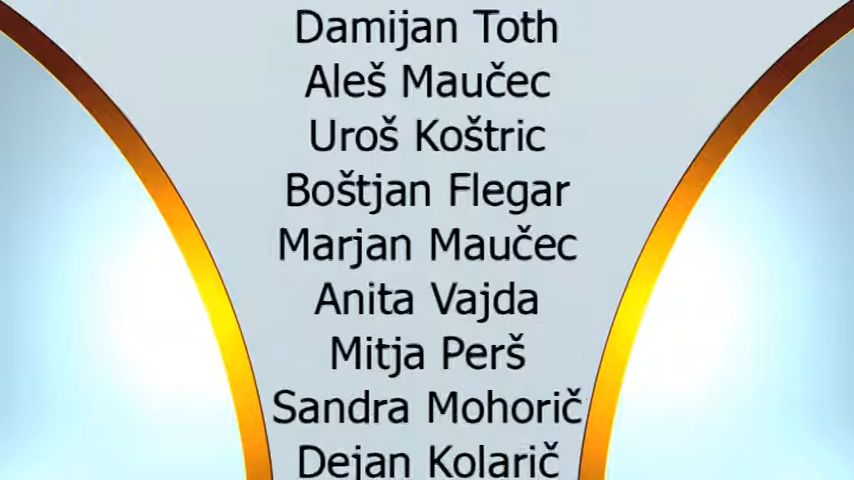 Damijan Toth
Aleš Maučec
Uroš Koštric
Boštjan Flegar
Marjan Maučec
Anita Vajda
Mitja Perš
Sandra Mohorič
Dejan Kolarič